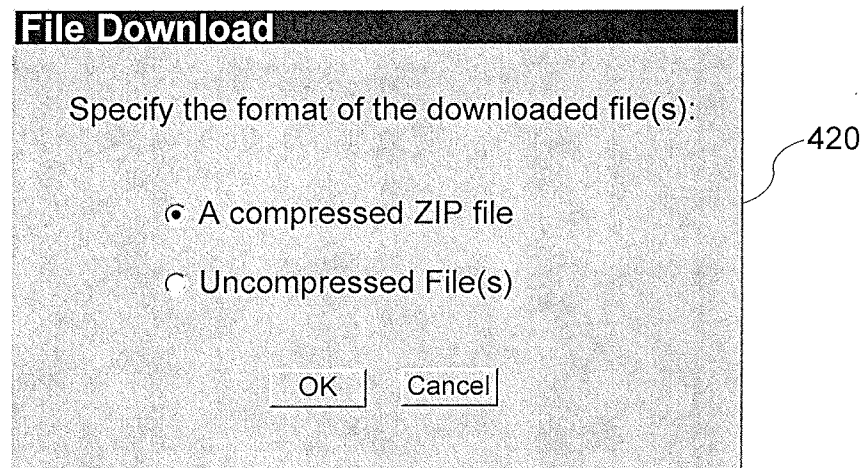 File Download
Specify the format of the downloaded file(s):
420
A compressed ZIP file
Uncompressed File(s)
OK Cancel